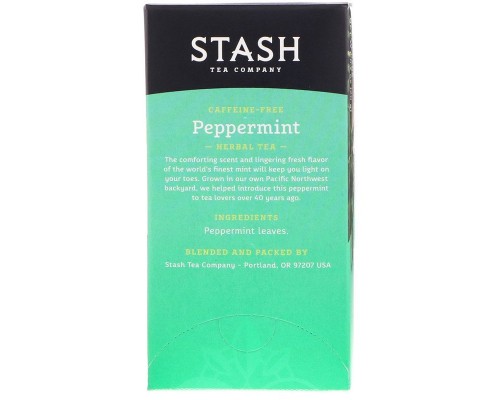 STASH
TEA COMPANY
CAFFEINE-FREE
Peppermint
— HERBAL TEA —
The comforting scent and lingering fresh flavor
of the world's finest mint will keep you light on
your toes. Grown in our own Pacific Northwest
backyard, we helped introduce this peppermint
to tea lovers over 40 years ago.
INGREDIENTS
Peppermint leaves.
BLENDED AND PACKED BY
Stash Tea Company - Portland, OR 97207 USA